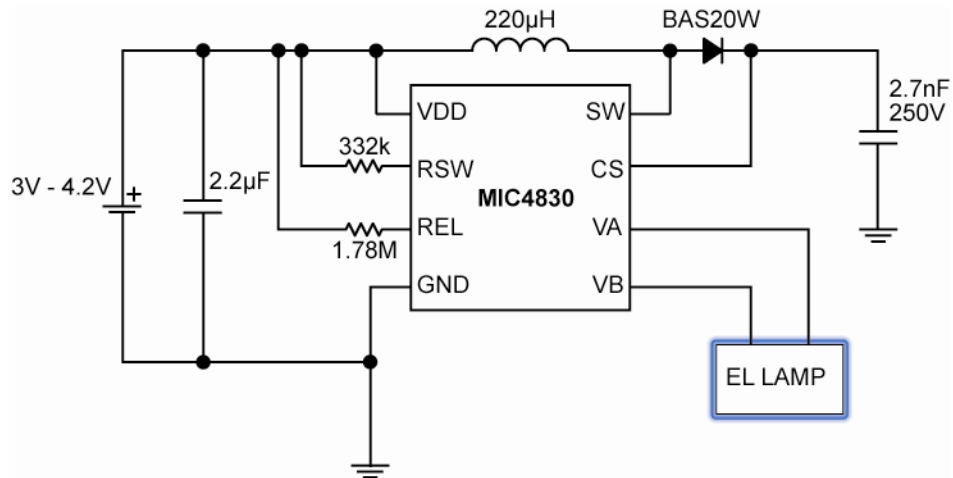 220µH
BAS20W
2.7nF
250V
VDD
SW
332k
RSW
CS
3V - 4.2V
+
2.2µF
MIC4830
REL
VA
1.78M
GND
VB
EL LAMP